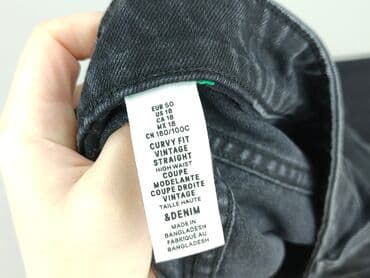 EUR 50
US 18
CA 18
MX 18
CN 180/100C
CURVY FIT
VINTAGE
STRAIGHT
HIGH WAIST
COUPE
MODELANTE
COUPE DROITE
VINTAGE
TAILLE HAUTE
&DENIM
MADE IN
BANGLADESH
FABRIQUÉ AU
BANGLADESH